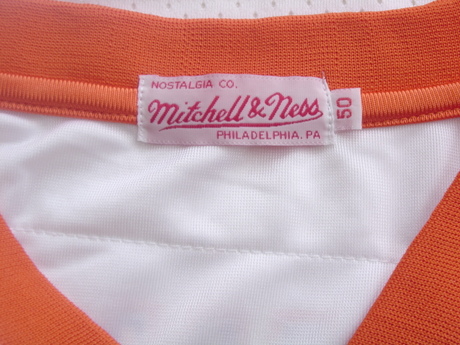 NOSTALGIA CO.
Mitchell & Ness
PHILADELPHIA. PA
50